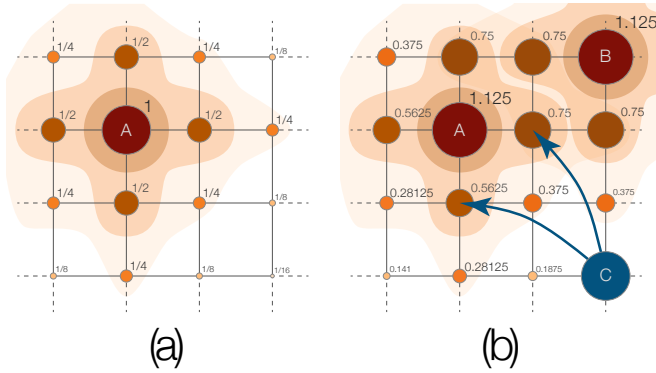 1/4 1/2 1/4 1/8
1/2 A 1 1/2 1/4
1/4 1/2 1/4 1/8
1/8 1/4 1/8 1/16
(a)
0.375 0.75 0.75 1.125 B
0.5625 A 1.125 0.75 0.75
0.28125 0.5625 0.375 0.375
0.141 0.28125 0.1875 C
(b)